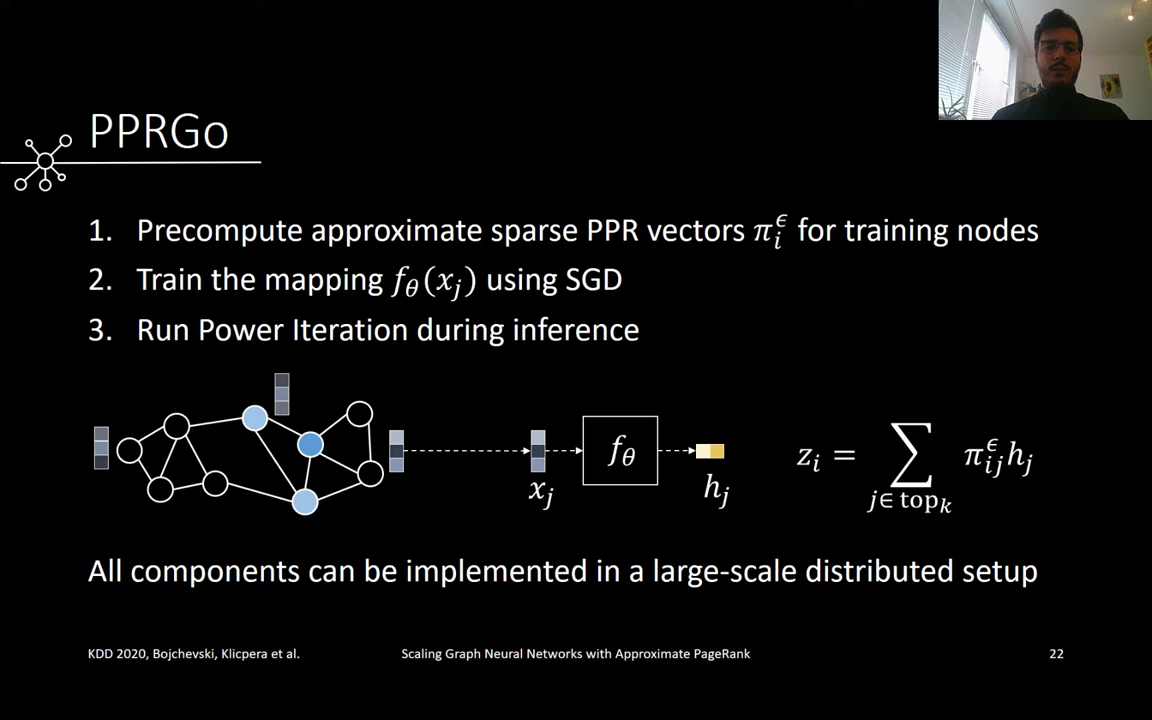 PPRGo
1. Precompute approximate sparse PPR vectors π_i^ϵ for training nodes
2. Train the mapping f_θ(x_j) using SGD
3. Run Power Iteration during inference
x_j
f_θ
h_j
z_i = ∑_{j∈ top_k} π_{ij}^ϵ h_j
All components can be implemented in a large-scale distributed setup
KDD 2020, Bojchevski, Klicpera et al.
Scaling Graph Neural Networks with Approximate PageRank
22